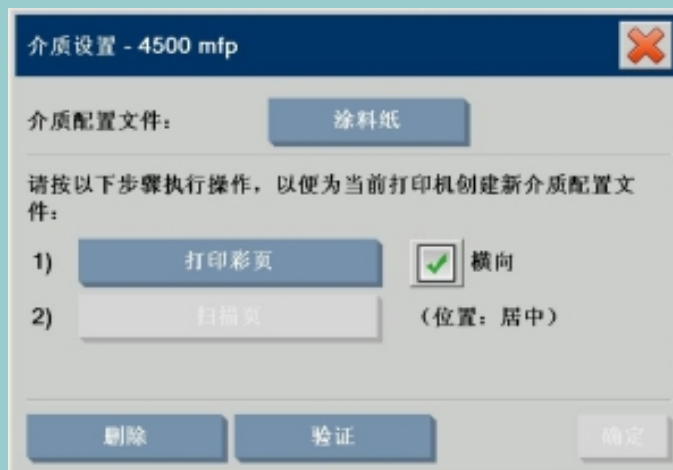 介质设置 - 4500 mfp
介质配置文件： 涂料纸
请按以下步骤执行操作，以便为当前打印机创建新介质配置文
件：
1) 打印彩页 横向
2) 扫描页 （位置：居中）
删除 验证 确定